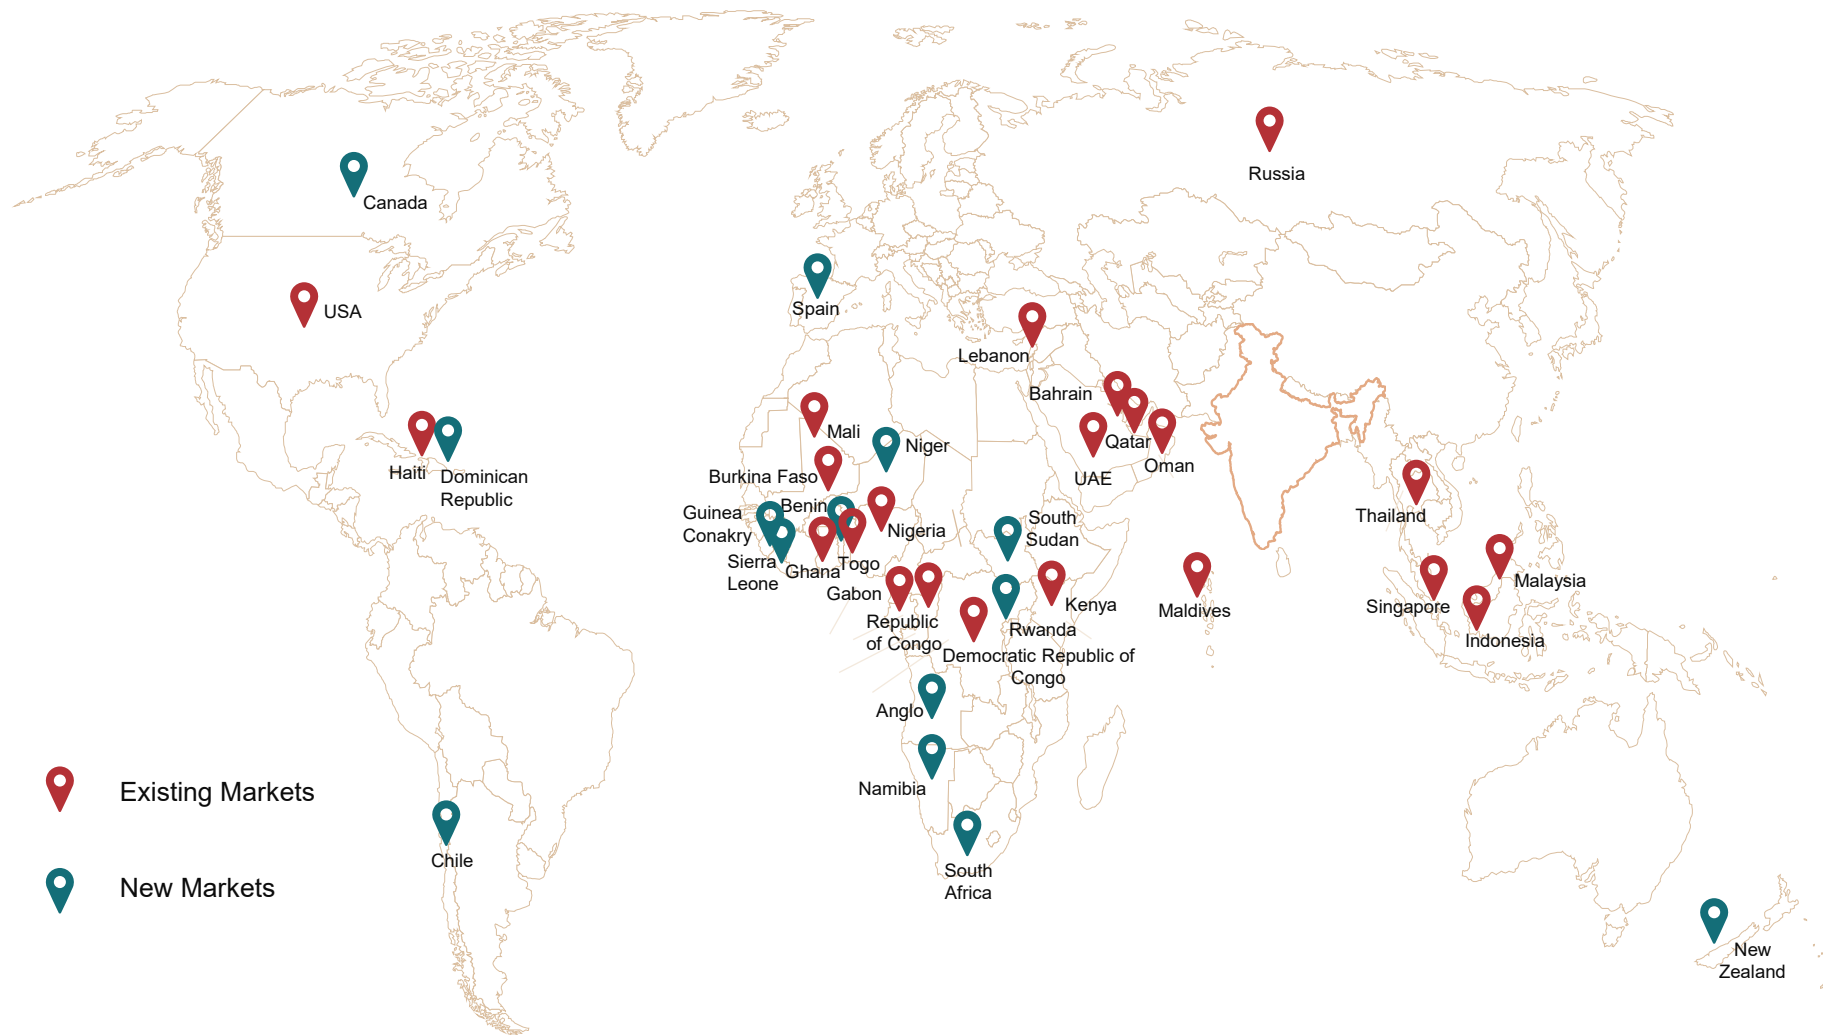 Russia
Canada
USA
Spain
Lebanon
Bahrain
Mali
Niger
Qatar
Oman
UAE
Haiti
Dominican
Republic
Burkina Faso
Benin
Guinea
Conakry
Nigeria
South
Sudan
Thailand
Sierra
Leone
Ghana
Togo
Gabon
Kenya
Maldives
Malaysia
Singapore
Indonesia
Republic
of Congo
Rwanda
Democratic Republic of
Congo
Anglo
Namibia
Existing Markets
Chile
South
Africa
New Markets
New
Zealand